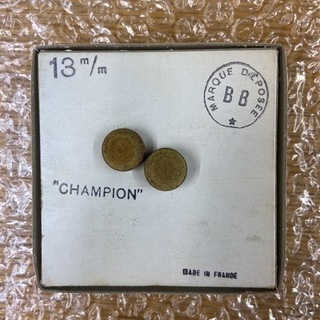 13 m/m
MARQUE DÉPOSÉE
BB
"CHAMPION"
MADE IN FRANCE